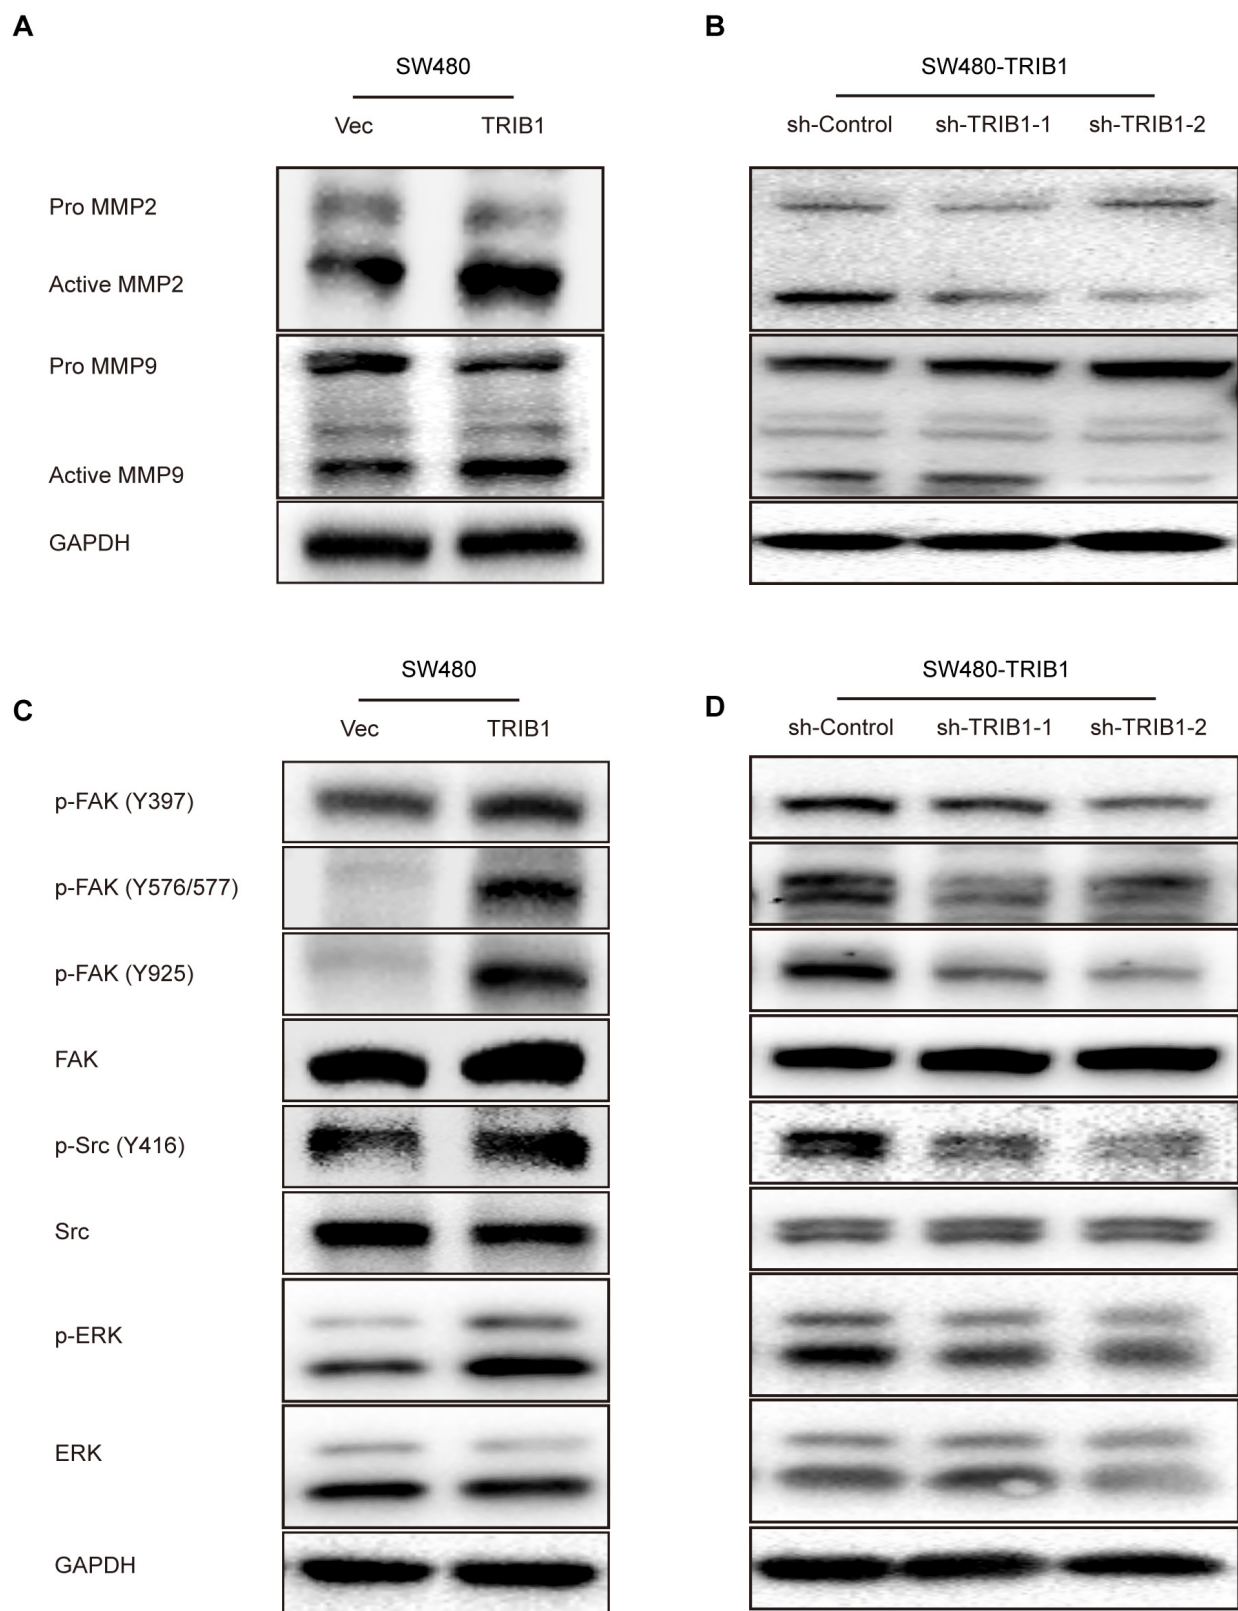 A
B
SW480
SW480-TRIB1
Vec TRIB1
sh-Control sh-TRIB1-1 sh-TRIB1-2
Pro MMP2
Active MMP2
Pro MMP9
Active MMP9
GAPDH
SW480
SW480-TRIB1
C
D
Vec TRIB1
sh-Control sh-TRIB1-1 sh-TRIB1-2
p-FAK (Y397)
p-FAK (Y576/577)
p-FAK (Y925)
FAK
p-Src (Y416)
Src
p-ERK
ERK
GAPDH